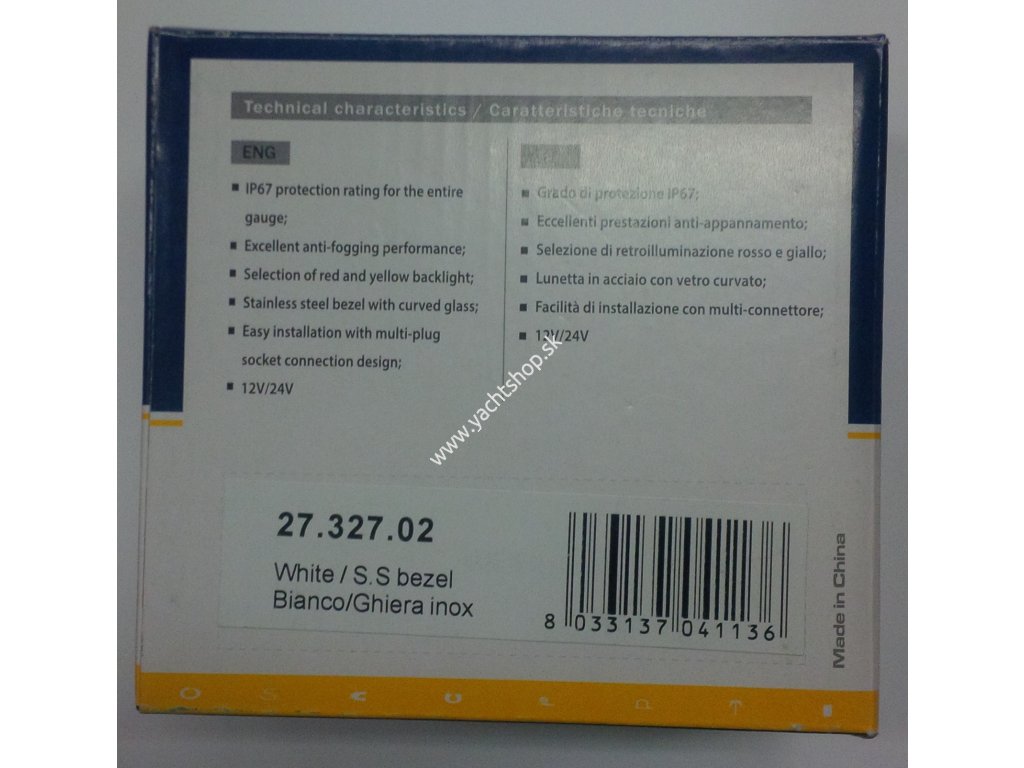 Technical characteristics / Caratteristiche tecniche
ENG
IP67 protection rating for the entire
gauge;
Excellent anti-fogging performance;
Selection of red and yellow backlight;
Stainless steel bezel with curved glass;
Easy installation with multi-plug
socket connection design;
12V/24V
Grado di protezione IP67;
Eccellenti prestazioni anti-appannamento;
Selezione di retroilluminazione rosso e giallo;
Lunetta in acciaio con vetro curvato;
Facilità di installazione con multi-connettore;
12V/24V
www.yachtshop.sk
27.327.02
White / S.S bezel
Bianco/Ghiera inox
8 033137 041136
Made in China